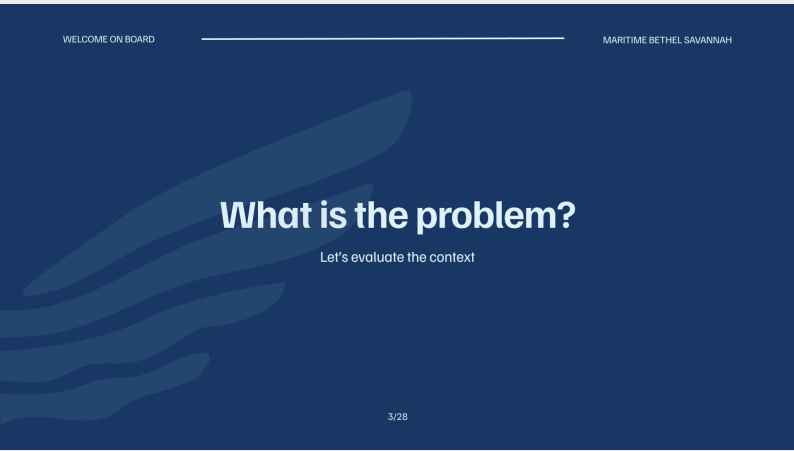 WELCOME ON BOARD
MARITIME BETHEL SAVANNAH
What is the problem?
Let's evaluate the context
3/28